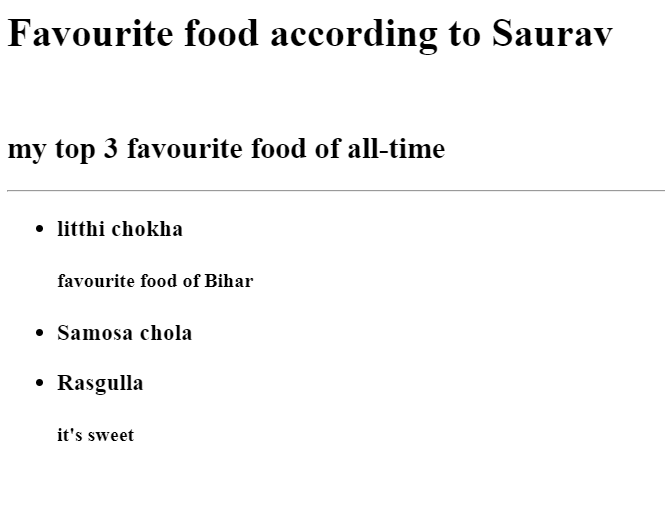 Favourite food according to Saurav
my top 3 favourite food of all-time
litthi chokha
favourite food of Bihar
Samosa chola
Rasgulla
it's sweet